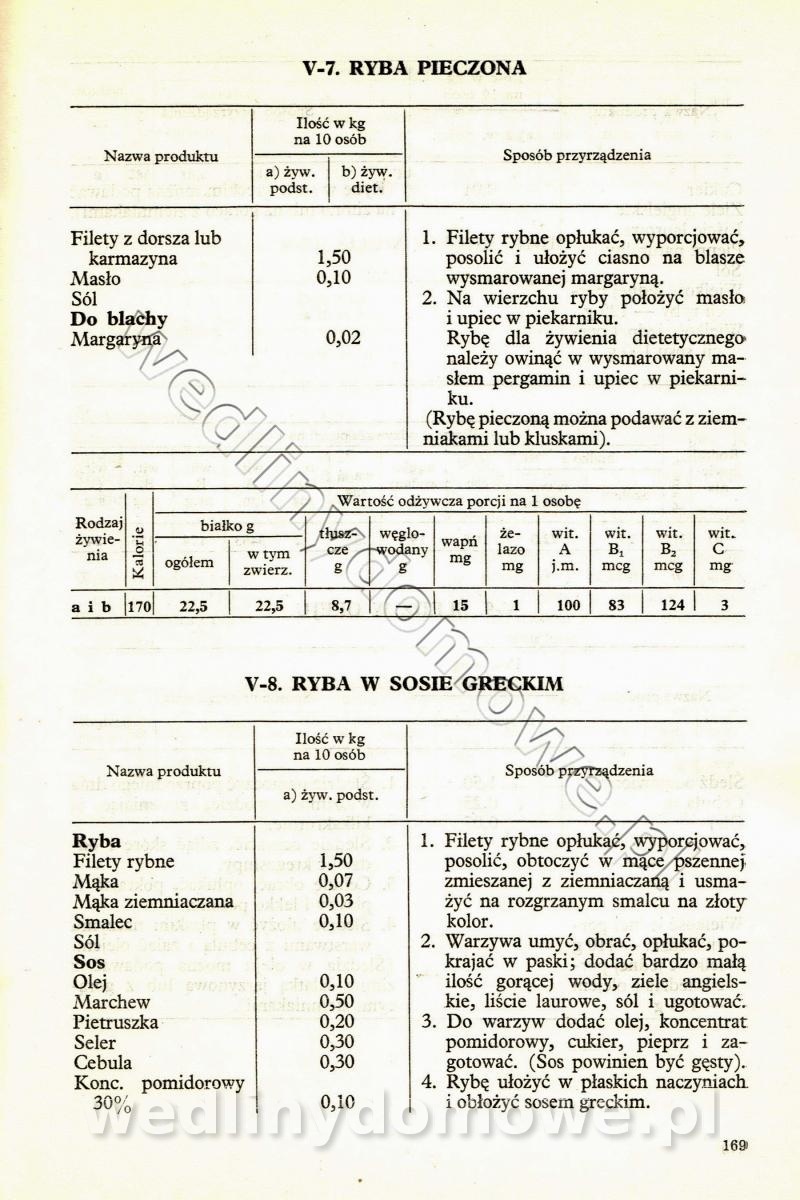 V-7. RYBA PIECZONA
Nazwa produktu
Ilość w kg
na 10 osób
a) żyw.
podst.
b) żyw.
diet.
Sposób przyrządzenia
Filety z dorsza lub
karmazyna 1,50
Masło 0,10
Sól
Do blachy
Margaryna 0,02
1. Filety rybne opłukać, wyporcjować,
posolić i ułożyć ciasno na blasze
wysmarowanej margaryną.
2. Na wierzchu ryby położyć masło
i upiec w piekarniku.
Rybę dla żywienia dietetycznego
należy owinąć w wysmarowany ma-
słem pergamin i upiec w piekarni-
ku.
(Rybę pieczoną można podawać z ziem-
niakami lub kluskami).
Rodzaj
żywie-
nia
Kalorie
Wartość odżywcza porcji na 1 osobę
białko g
ogółem
w tym
zwierz.
tłusz-
cze
g
węglo-
wodany
g
wapń
mg
że-
lazo
mg
wit.
A
j.m.
wit.
B₁
mcg
wit.
B₂
mcg
wit.
C
mg
a i b 170 22,5 22,5 8,7 — 15 1 100 83 124 3
V-8. RYBA W SOSIE GRECKIM
Nazwa produktu
Ilość w kg
na 10 osób
a) żyw. podst.
Sposób przyrządzenia
Ryba
Filety rybne 1,50
Mąka 0,07
Mąka ziemniaczana 0,03
Smalec 0,10
Sól
Sos
Olej 0,10
Marchew 0,50
Pietruszka 0,20
Seler 0,30
Cebula 0,30
Konc. pomidorowy
30% 0,10
1. Filety rybne opłukać, wyporcjować,
posolić, obtoczyć w mące pszennej
zmieszanej z ziemniaczaną i usma-
żyć na rozgrzanym smalcu na złoty
kolor.
2. Warzywa umyć, obrać, opłukać, po-
krajać w paski; dodać bardzo małą
ilość gorącej wody, ziele angiels-
kie, liście laurowe, sól i ugotować.
3. Do warzyw dodać olej, koncentrat
pomidorowy, cukier, pieprz i za-
gotować. (Sos powinien być gęsty).
4. Rybę ułożyć w płaskich naczyniach
i obłożyć sosem greckim.
wedlinydomowe.pl
wedlinydomowe.pl
169